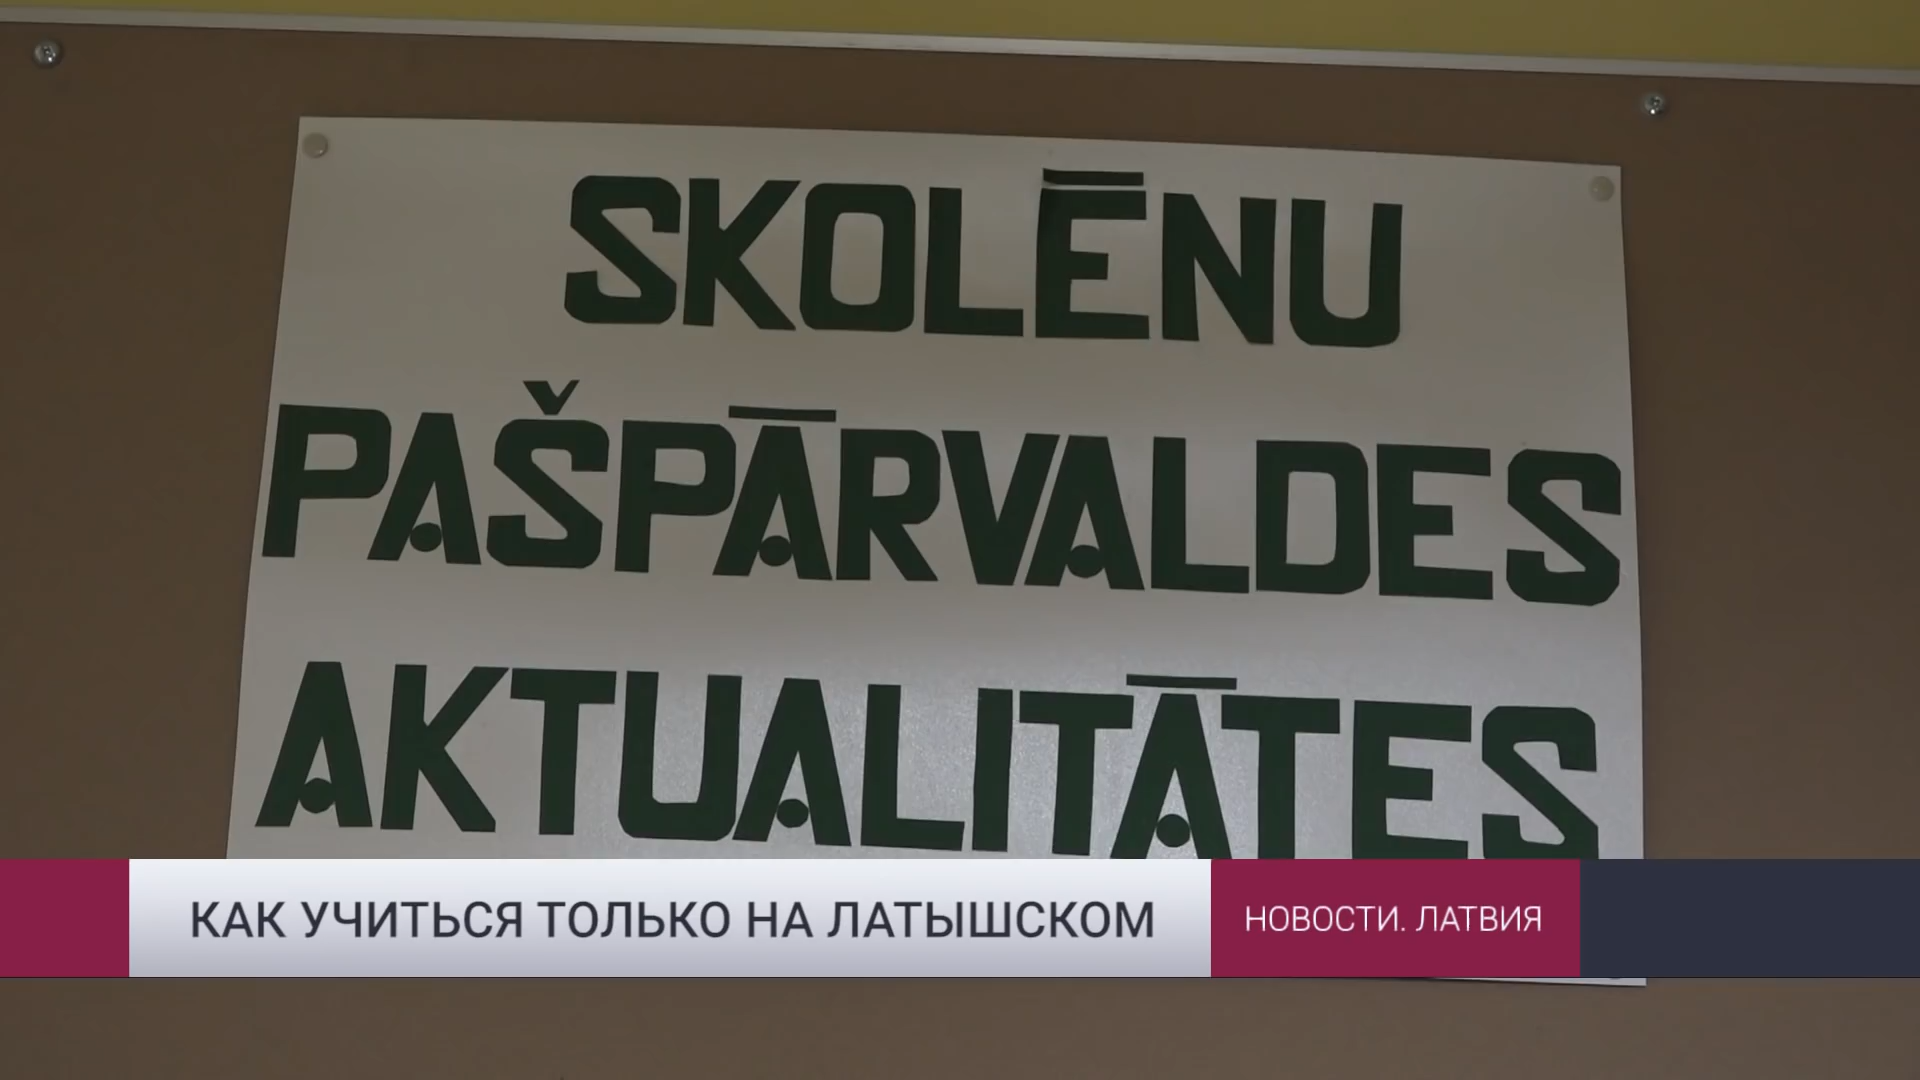 SKOLĒNU
PAŠPĀRVALDES
AKTUALITĀTES
КАК УЧИТЬСЯ ТОЛЬКО НА ЛАТЫШСКОМ
НОВОСТИ. ЛАТВИЯ